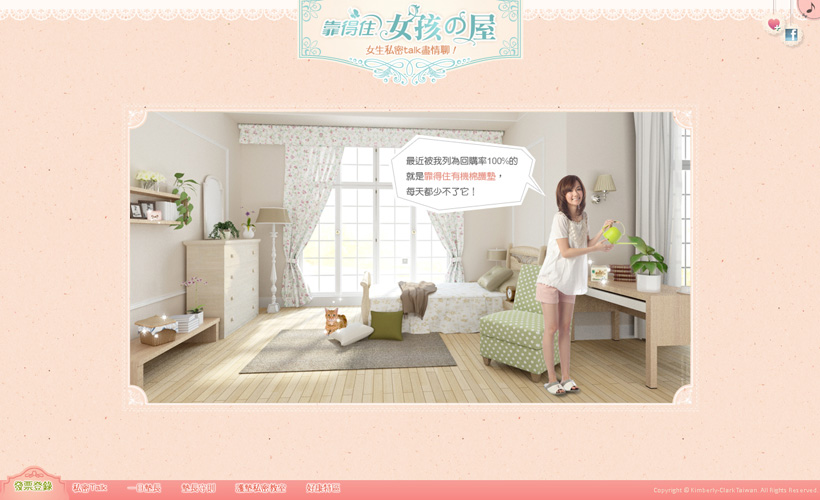 靠得住 女孩の屋
女生私密talk盡情聊！
最近被我列為回購率100%的
就是靠得住有機棉護墊，
每天都少不了它！
發票登錄
私密Talk
一日墊長
墊長守則
護墊私密教室
好康特區
Copyright © Kimberly-Clark Taiwan. All Rights Reserved.